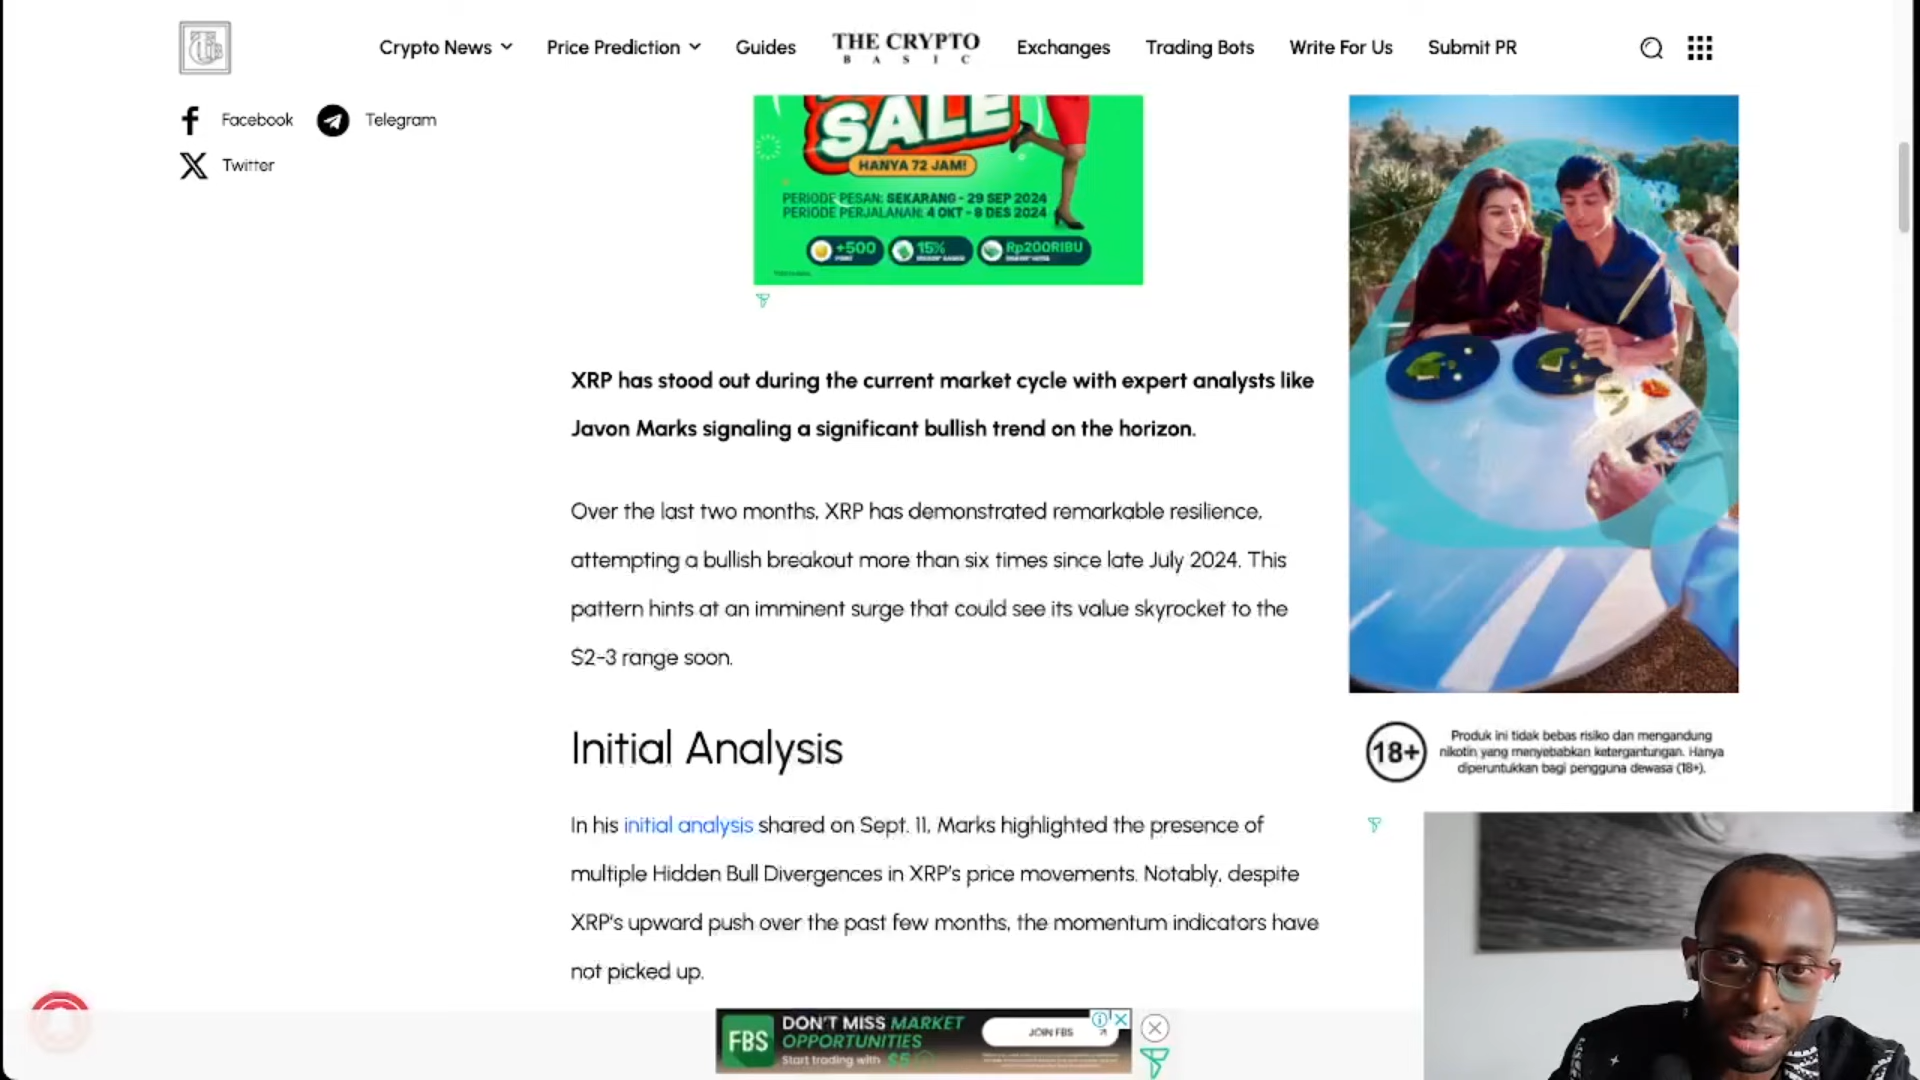 Crypto News
Price Prediction
Guides
THE CRYPTO
BASIC
Exchanges
Trading Bots
Write For Us
Submit PR
Facebook
Telegram
Twitter
SALE
HANYA 72 JAM!
PERIODE PESAN: SEKARANG - 29 SEP 2024
PERIODE PERJALANAN: 4 OKT - 8 DES 2024
+500
15%
Rp200RIBU
XRP has stood out during the current market cycle with expert analysts like
Javon Marks signaling a significant bullish trend on the horizon.
Over the last two months, XRP has demonstrated remarkable resilience,
attempting a bullish breakout more than six times since late July 2024. This
pattern hints at an imminent surge that could see its value skyrocket to the
$2-3 range soon.
Initial Analysis
In his initial analysis shared on Sept. 11, Marks highlighted the presence of
multiple Hidden Bull Divergences in XRP's price movements. Notably, despite
XRP's upward push over the past few months, the momentum indicators have
not picked up.
18+
Produk ini tidak bebas risiko dan mengandung
nikotin yang menyebabkan ketergantungan. Hanya
diperuntukkan bagi pengguna dewasa (18+).
FBS
DON'T MISS MARKET
OPPORTUNITIES
Start trading with $5
JOIN FBS